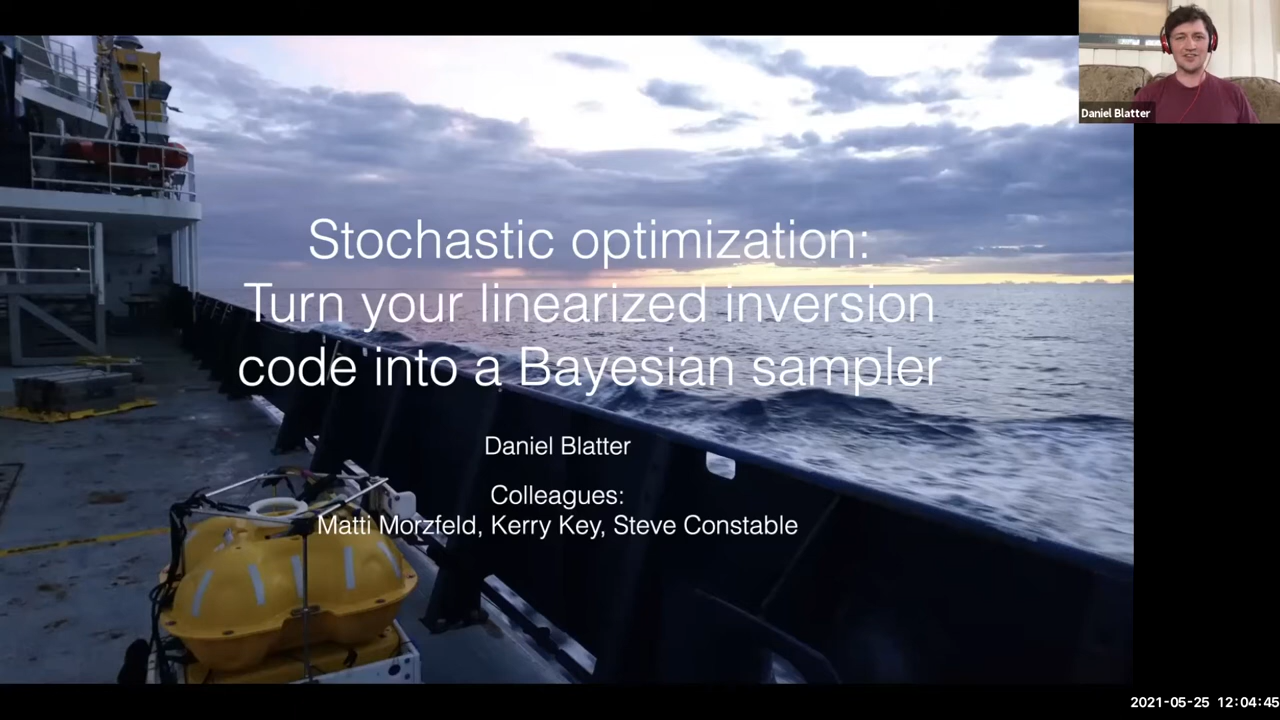 Daniel Blatter
Stochastic optimization:
Turn your linearized inversion
code into a Bayesian sampler
Daniel Blatter
Colleagues:
Matti Morzfeld, Kerry Key, Steve Constable
2021-05-25 12:04:45